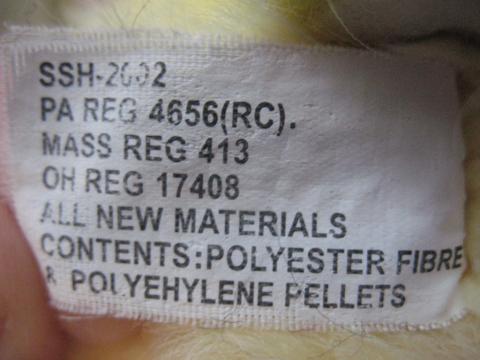 SSH-2002
PA REG 4656(RC).
MASS REG 413
OH REG 17408
ALL NEW MATERIALS
CONTENTS:POLYESTER FIBRE
& POLYEHYLENE PELLETS